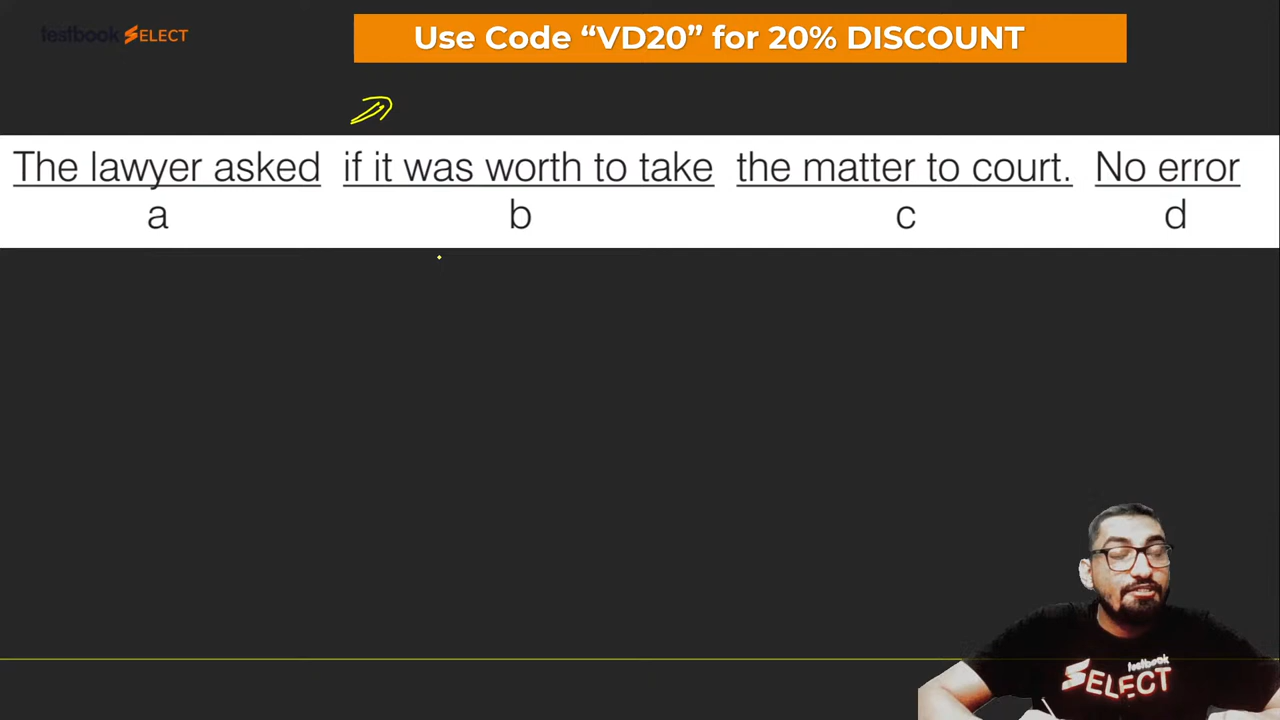 testbook SELECT
Use Code “VD20” for 20% DISCOUNT
The lawyer asked if it was worth to take the matter to court. No error
a b c d
testbook
SELECT